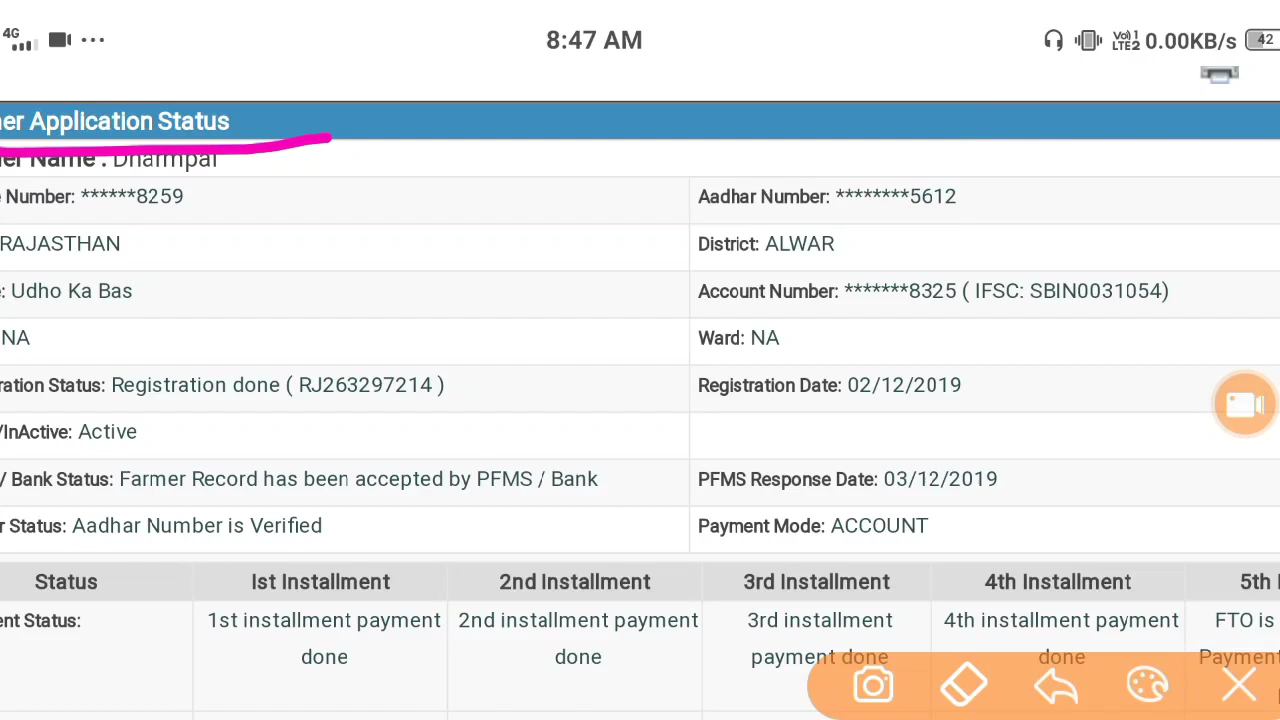 4G 8:47 AM Vo) 1 LTE2 0.00KB/s 42
er Application Status
er Name : Dharmpal
Number: ******8259 Aadhar Number: ********5612
RAJASTHAN District: ALWAR
: Udho Ka Bas Account Number: *******8325 ( IFSC: SBIN0031054)
NA Ward: NA
ration Status: Registration done ( RJ263297214 ) Registration Date: 02/12/2019
/InActive: Active
/ Bank Status: Farmer Record has been accepted by PFMS / Bank PFMS Response Date: 03/12/2019
r Status: Aadhar Number is Verified Payment Mode: ACCOUNT
Status Ist Installment 2nd Installment 3rd Installment 4th Installment 5th
ent Status: 1st installment payment 2nd installment payment 3rd installment 4th installment payment FTO is
done done payment done done Payment